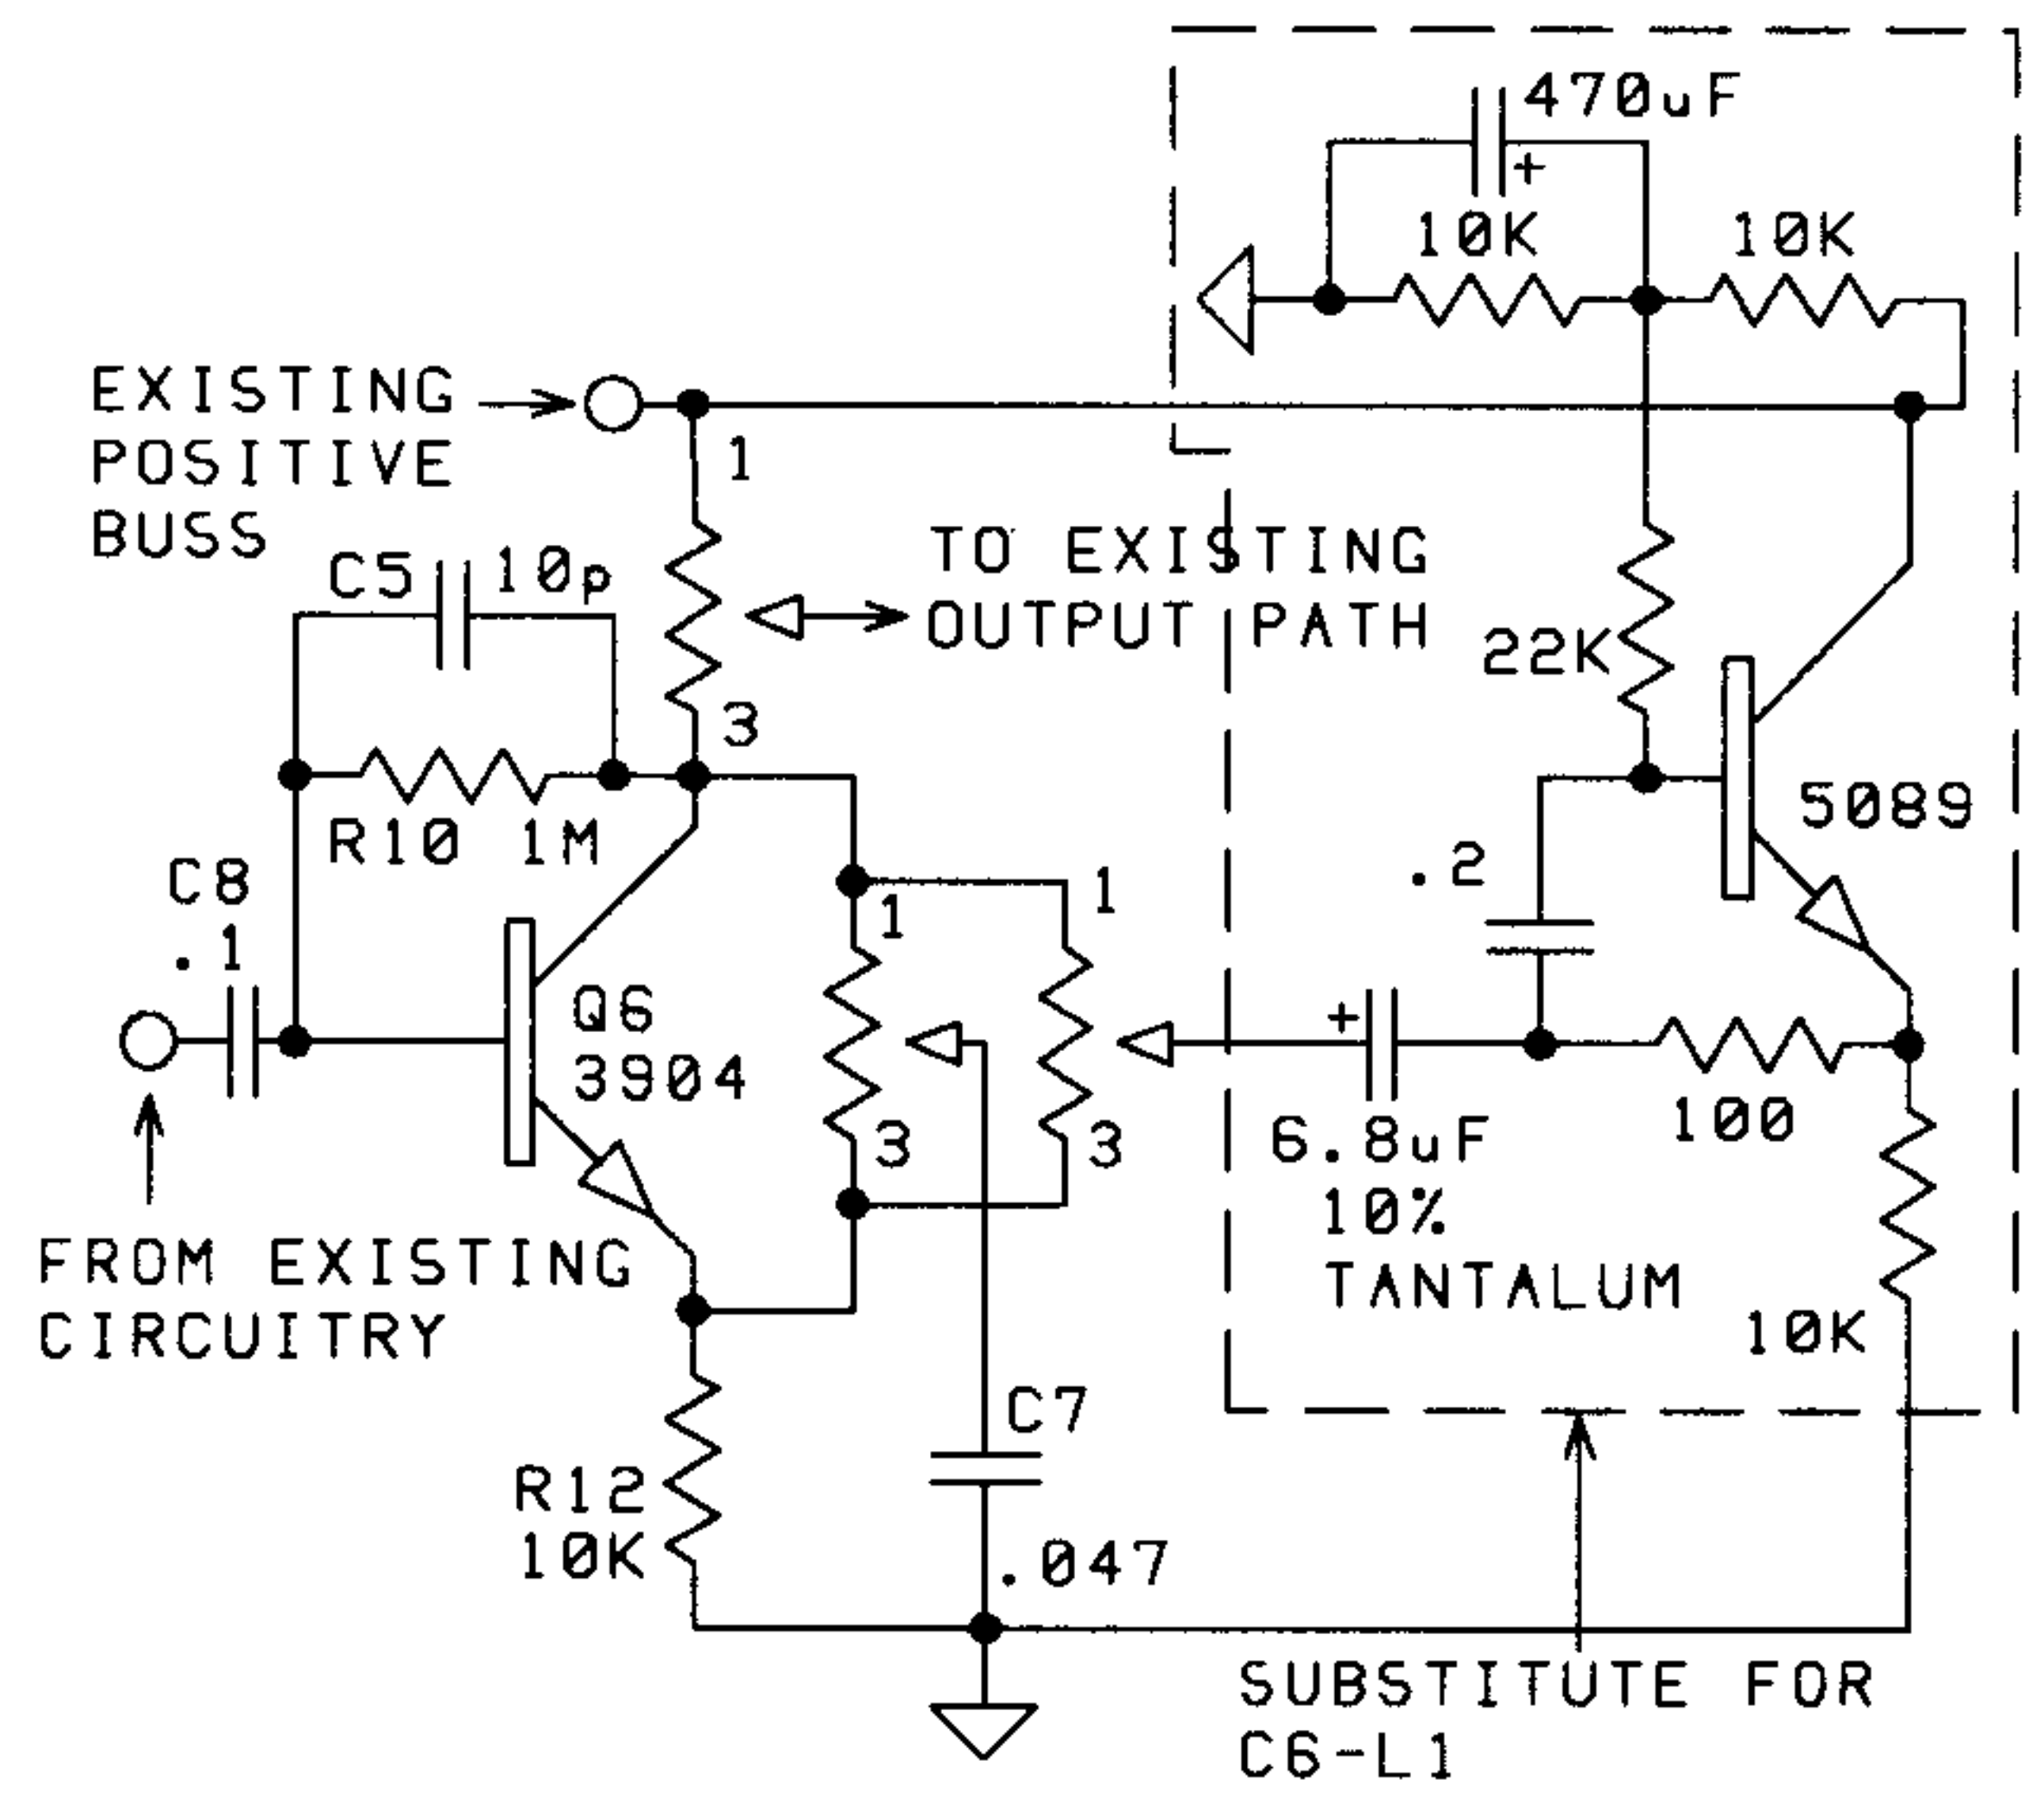 470uF
+
10K
10K
EXISTING
POSITIVE
BUSS
1
TO EXISTING
OUTPUT PATH
C5
10p
22K
3
R10
1M
5089
C8
.1
.2
1
1
Q6
3904
+
3
3
100
6.8uF
10%
TANTALUM
FROM EXISTING
CIRCUITRY
10K
C7
R12
10K
.047
SUBSTITUTE FOR
C6-L1